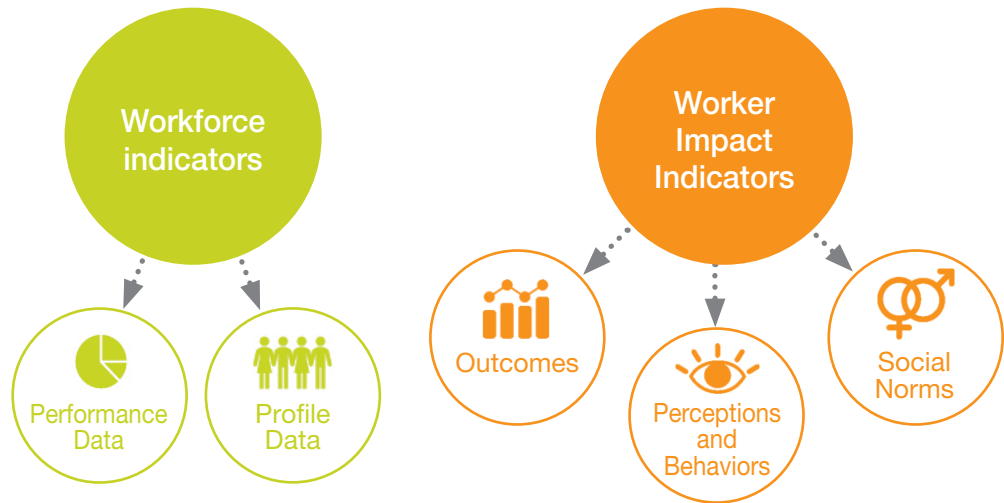 Workforce
indicators
Performance
Data
Profile
Data
Worker
Impact
Indicators
Outcomes
Perceptions
and
Behaviors
Social
Norms